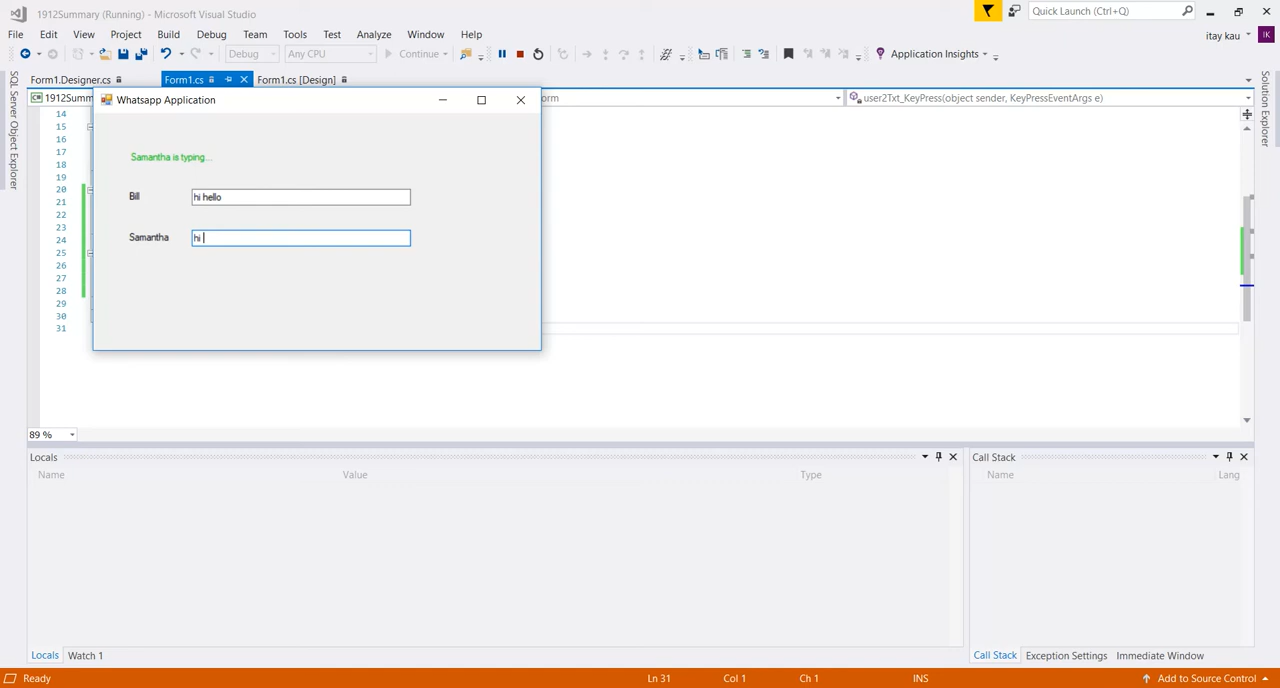 1912Summary (Running) - Microsoft Visual Studio
Quick Launch (Ctrl+Q)
File Edit View Project Build Debug Team Tools Test Analyze Window Help
itay kau IK
Debug Any CPU Continue Application Insights
Form1.Designer.cs Form1.cs Form1.cs [Design]
1912Summ orm user2Txt_KeyPress(object sender, KeyPressEventArgs e)
SQL Server Object Explorer
Solution Explorer
Whatsapp Application
Samantha is typing...
Bill hi hello
Samantha hi
14
15
16
17
18
19
20
21
22
23
24
25
26
27
28
29
30
31
89 %
Locals
Name Value Type
Call Stack
Name Lang
Locals Watch 1
Call Stack Exception Settings Immediate Window
Ready Ln 31 Col 1 Ch 1 INS Add to Source Control